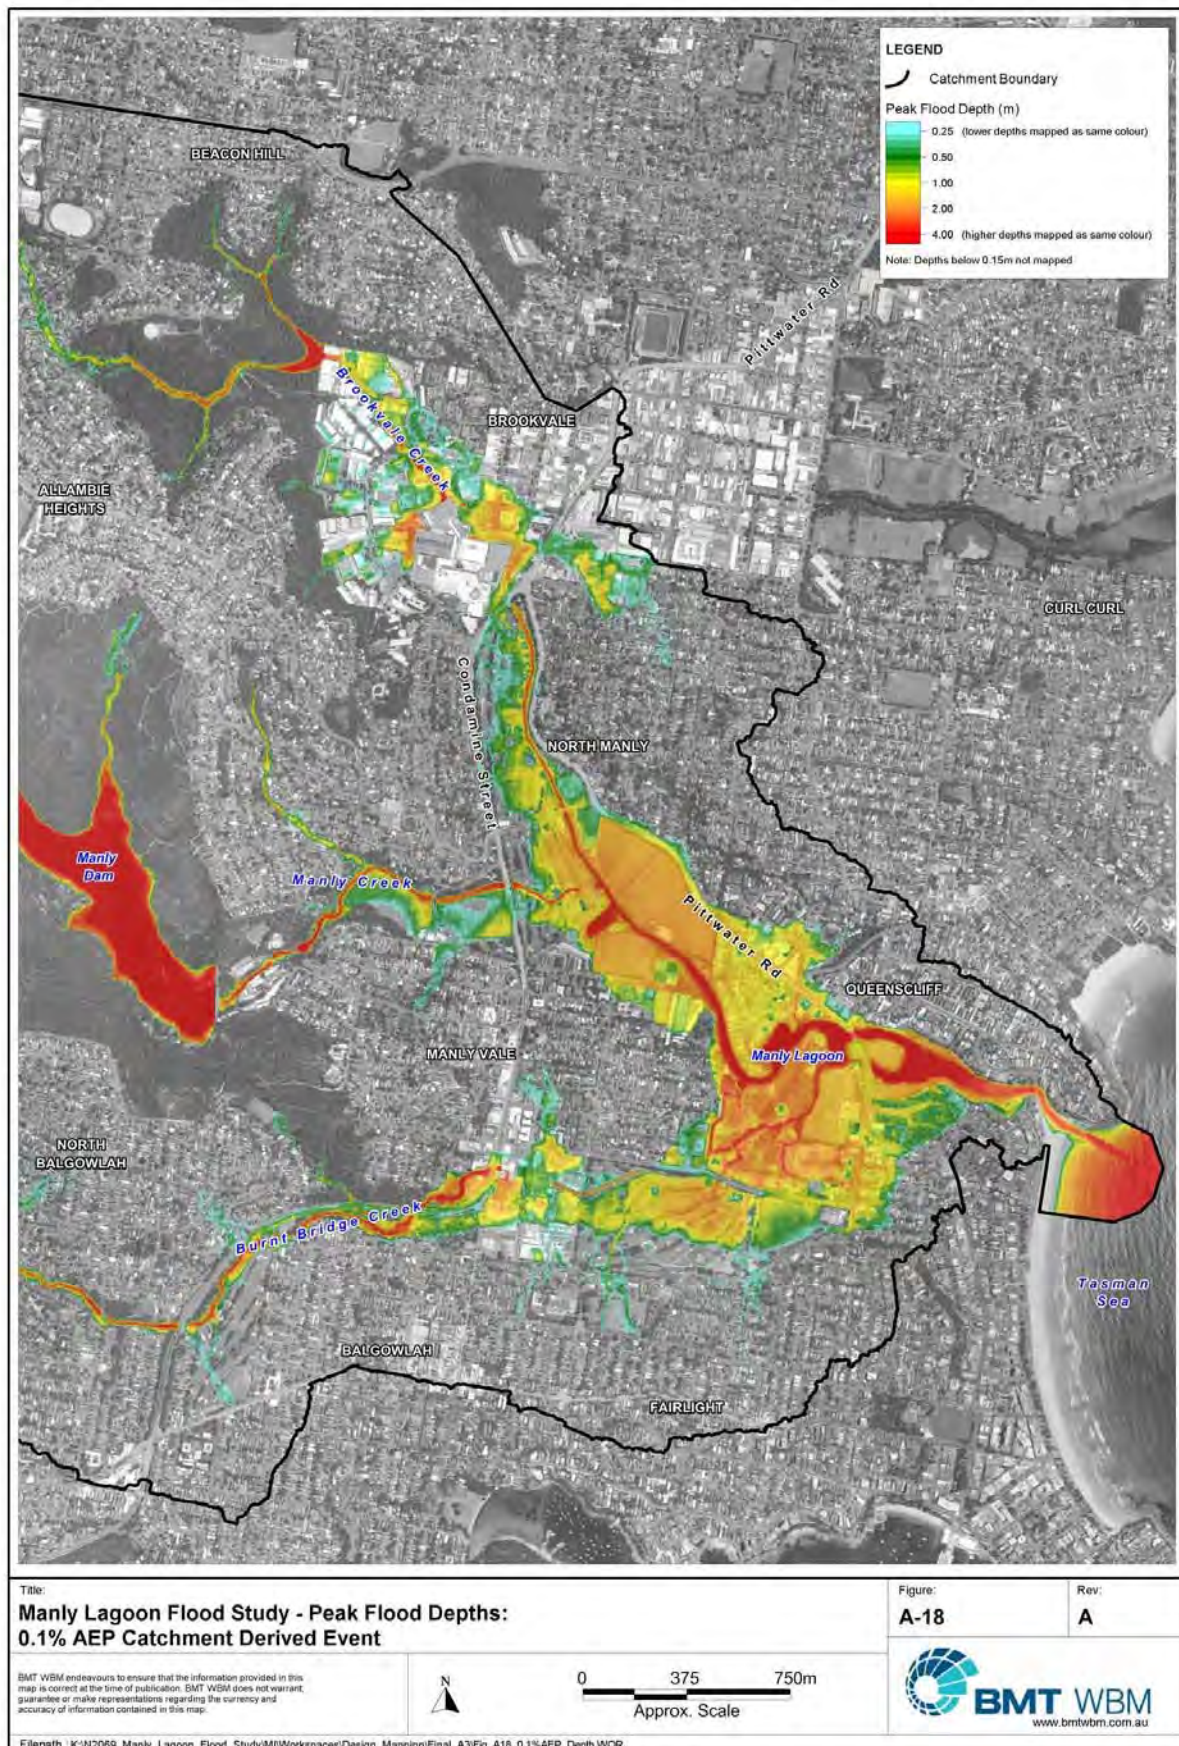 LEGEND
Catchment Boundary
Peak Flood Depth (m)
0.25 (lower depths mapped as same colour)
0.50
1.00
2.00
4.00 (higher depths mapped as same colour)
Note: Depths below 0.15m not mapped
BEACON HILL
Pittwater Rd
Brookvale Creek
BROOKVALE
ALLAMBIE
HEIGHTS
CURL CURL
Condamine Street
NORTH MANLY
Manly
Dam
Manly Creek
Pittwater Rd
QUEENSCLIFF
MANLY VALE
Manly Lagoon
NORTH
BALGOWLAH
Burnt Bridge Creek
Tasman
Sea
BALGOWLAH
FAIRLIGHT
Title:
Manly Lagoon Flood Study - Peak Flood Depths:
0.1% AEP Catchment Derived Event
Figure:
A-18
Rev:
A
BMT WBM endeavours to ensure that the information provided in this
map is correct at the time of publication. BMT WBM does not warrant,
guarantee or make representations regarding the currency and
accuracy of information contained in this map.
N
0 375 750m
Approx. Scale
BMT WBM
www.bmtwbm.com.au